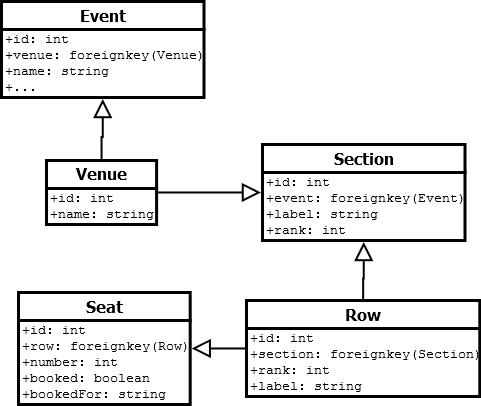 Event
+id: int
+venue: foreignkey(Venue)
+name: string
+...
Venue
+id: int
+name: string
Section
+id: int
+event: foreignkey(Event)
+label: string
+rank: int
Seat
+id: int
+row: foreignkey(Row)
+number: int
+booked: boolean
+bookedFor: string
Row
+id: int
+section: foreignkey(Section)
+rank: int
+label: string